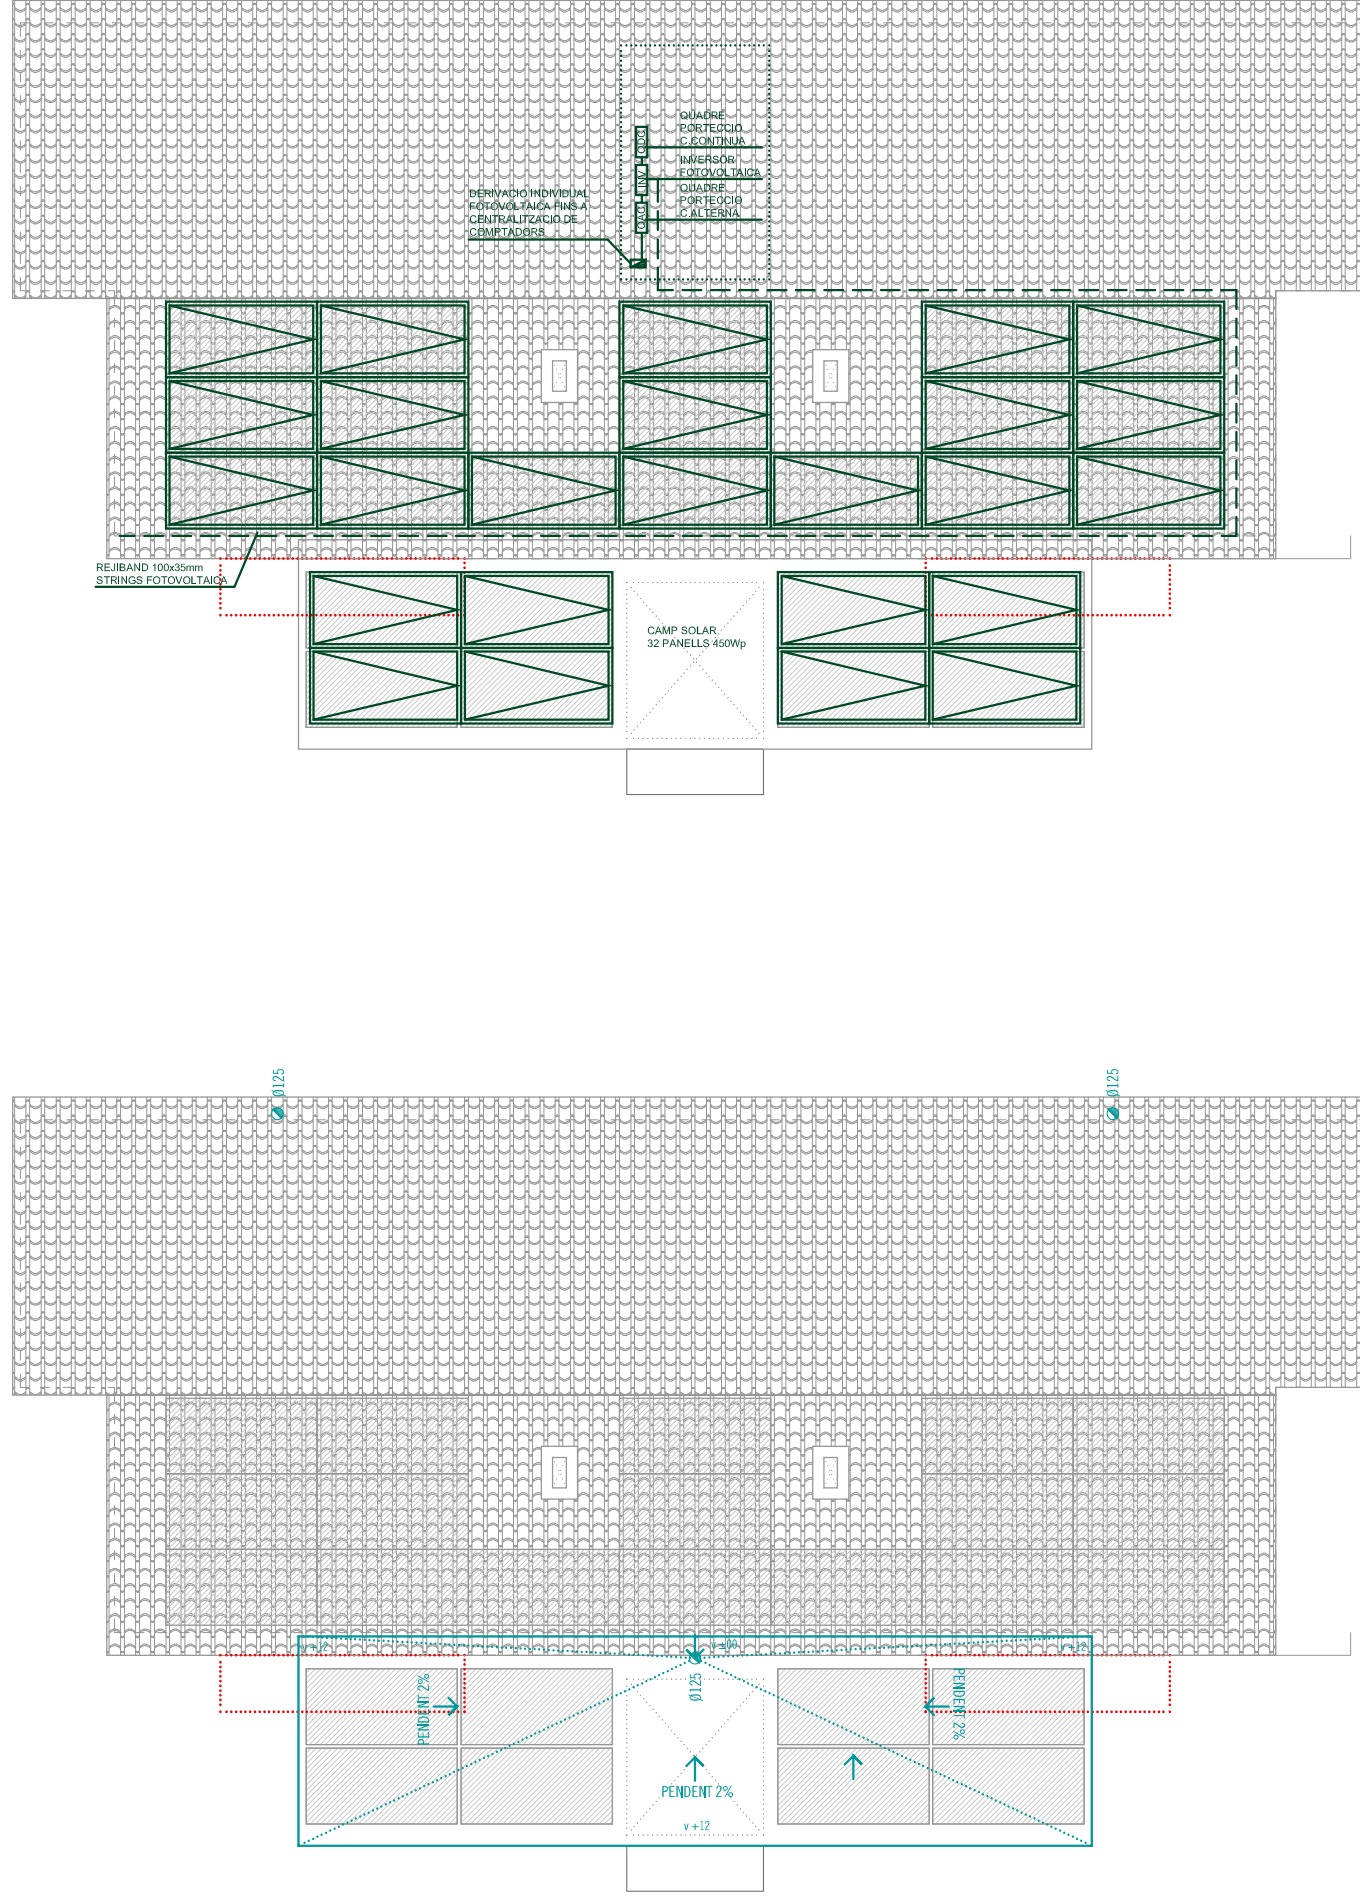 QUADRE
PORTECCIO
C.CONTINUA
QDC
INVERSOR
FOTOVOLTAICA
INV
QUADRE
PORTECCIO
C.ALTERNA
QAC
DERIVACIO INDIVIDUAL
FOTOVOLTAICA FINS A
CENTRALITZACIO DE
COMPTADORS
REJIBAND 100x35mm
STRINGS FOTOVOLTAICA
CAMP SOLAR
32 PANELLS 450Wp
Ø125
Ø125
v +12
v ±00
v +12
Ø125
PENDENT 2%
PENDENT 2%
PENDENT 2%
v +12